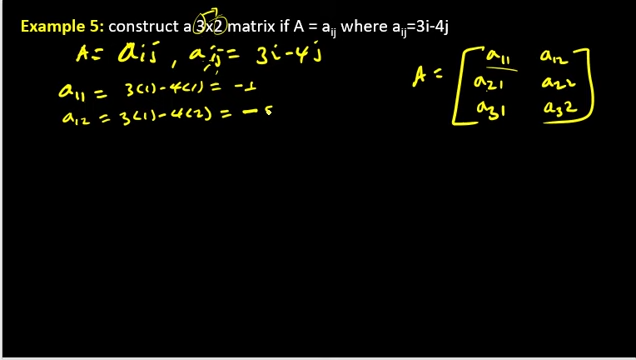 Example 5: construct a 3x2 matrix if A = aij where aij=3i-4j
A = aij , aij = 3i-4j
a11 = 3(1)-4(1) = -1
a12 = 3(1)-4(2) = -
A = [ a11 a12
a21 a22
a31 a32 ]